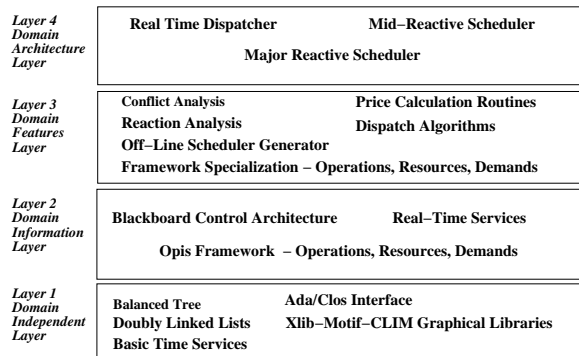 Layer 4
Domain
Architecture
Layer
Real Time Dispatcher
Mid−Reactive Scheduler
Major Reactive Scheduler
Layer 3
Domain
Features
Layer
Conflict Analysis
Price Calculation Routines
Reaction Analysis
Dispatch Algorithms
Off−Line Scheduler Generator
Framework Specialization − Operations, Resources, Demands
Layer 2
Domain
Information
Layer
Blackboard Control Architecture
Real−Time Services
Opis Framework − Operations, Resources, Demands
Layer 1
Domain
Independent
Layer
Balanced Tree
Ada/Clos Interface
Doubly Linked Lists
Xlib−Motif−CLIM Graphical Libraries
Basic Time Services